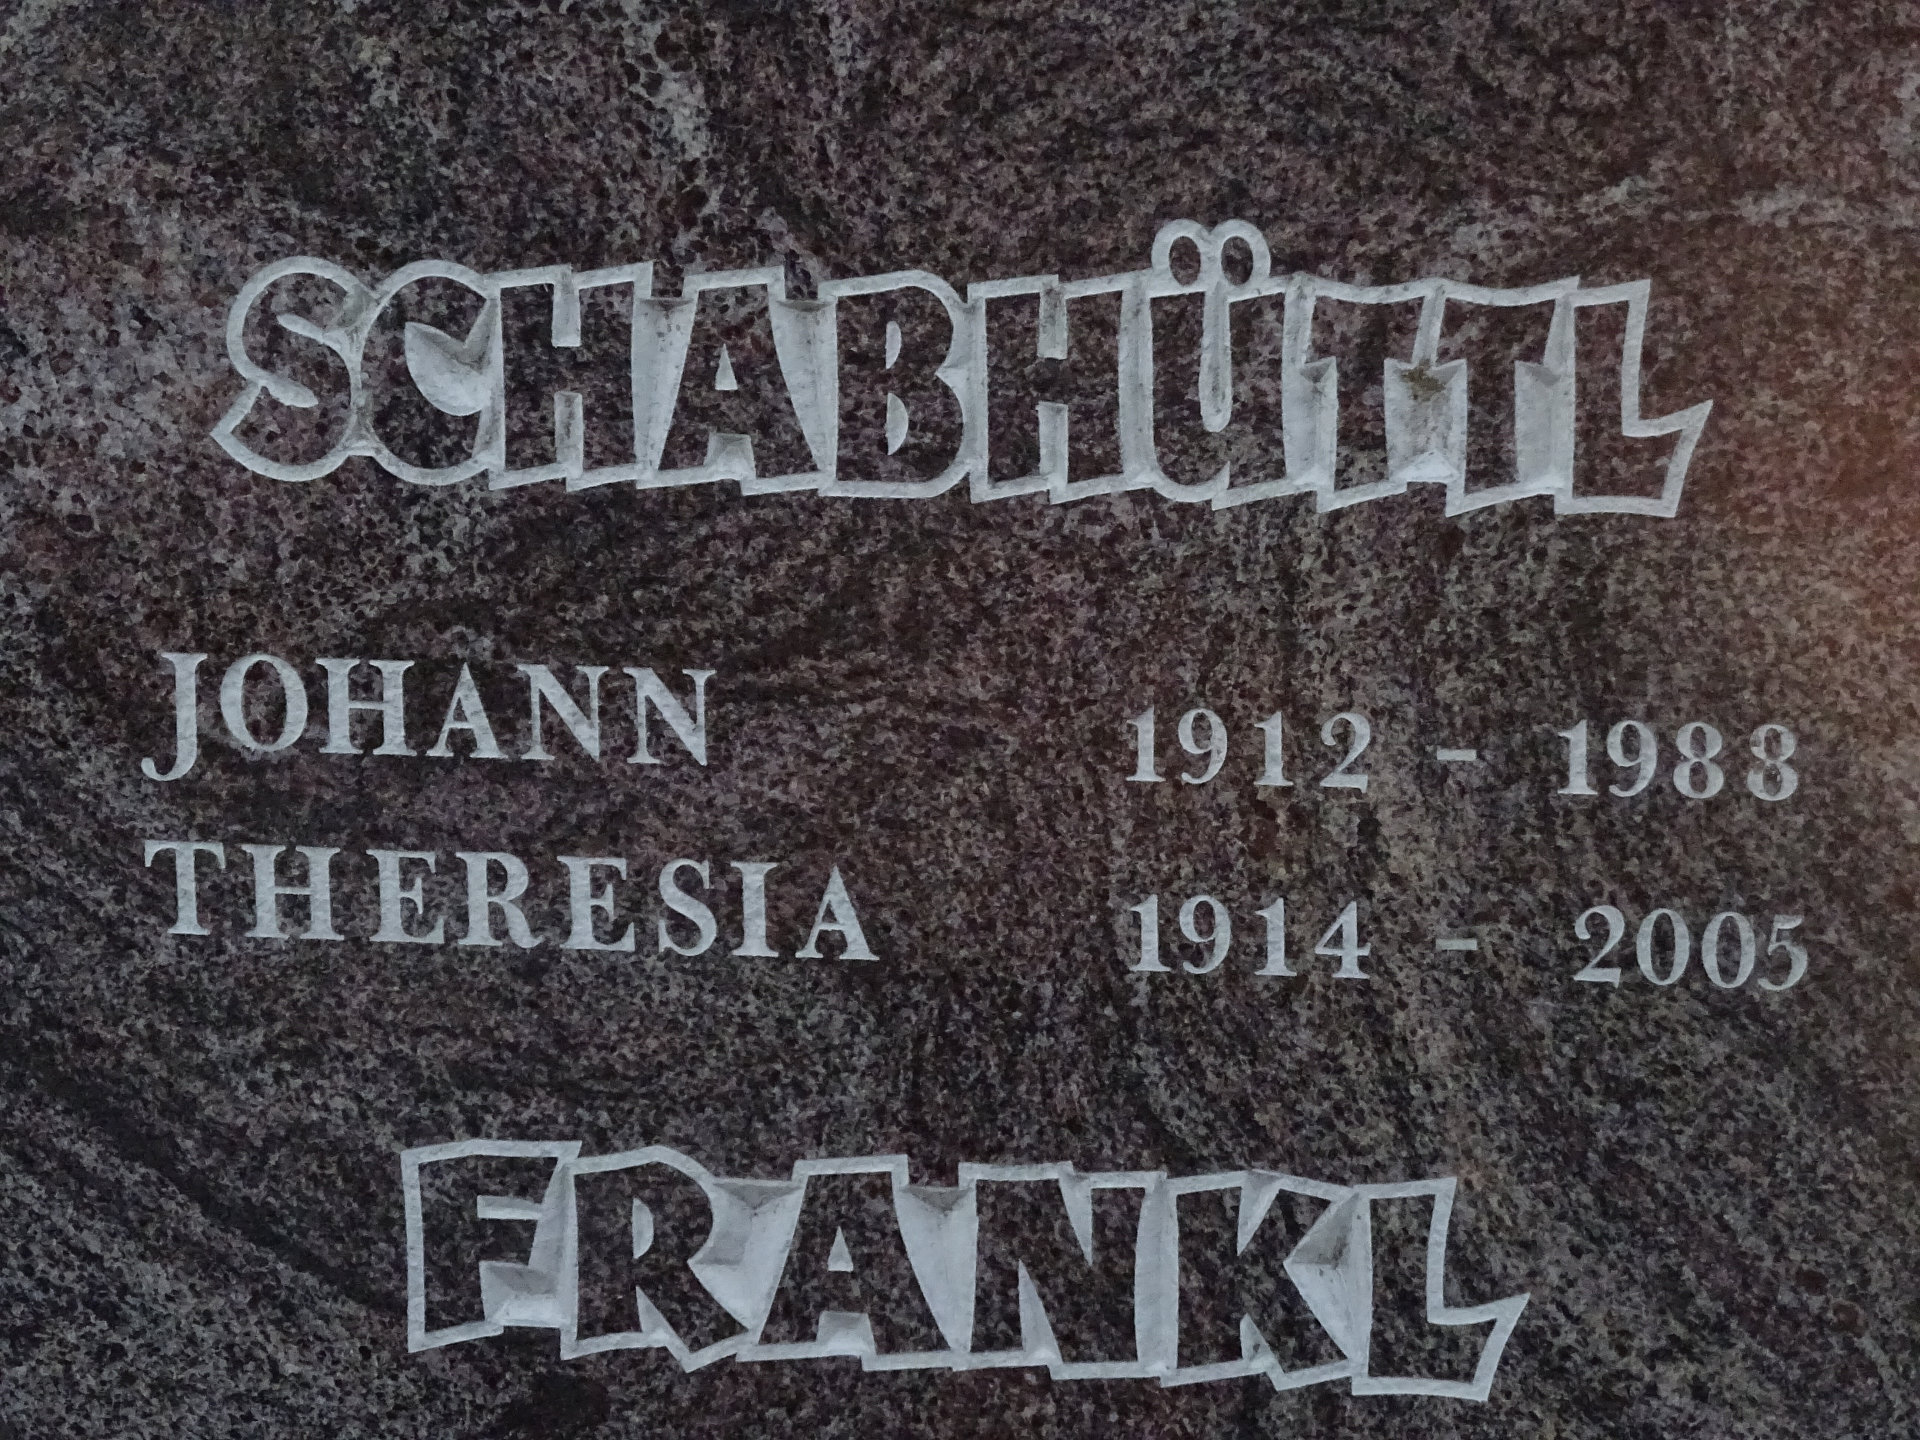 SCHABHÜTTL
JOHANN 1912 - 1988
THERESIA 1914 - 2005
FRANKL